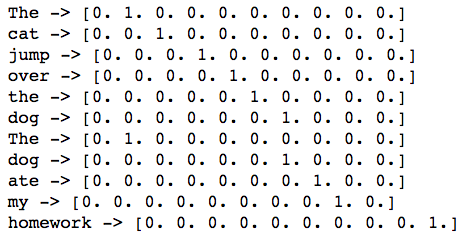 The -> [0. 1. 0. 0. 0. 0. 0. 0. 0. 0.]
cat -> [0. 0. 1. 0. 0. 0. 0. 0. 0. 0.]
jump -> [0. 0. 0. 1. 0. 0. 0. 0. 0. 0.]
over -> [0. 0. 0. 0. 1. 0. 0. 0. 0. 0.]
the -> [0. 0. 0. 0. 0. 1. 0. 0. 0. 0.]
dog -> [0. 0. 0. 0. 0. 0. 1. 0. 0. 0.]
The -> [0. 1. 0. 0. 0. 0. 0. 0. 0. 0.]
dog -> [0. 0. 0. 0. 0. 0. 1. 0. 0. 0.]
ate -> [0. 0. 0. 0. 0. 0. 0. 1. 0. 0.]
my -> [0. 0. 0. 0. 0. 0. 0. 0. 1. 0.]
homework -> [0. 0. 0. 0. 0. 0. 0. 0. 0. 1.]